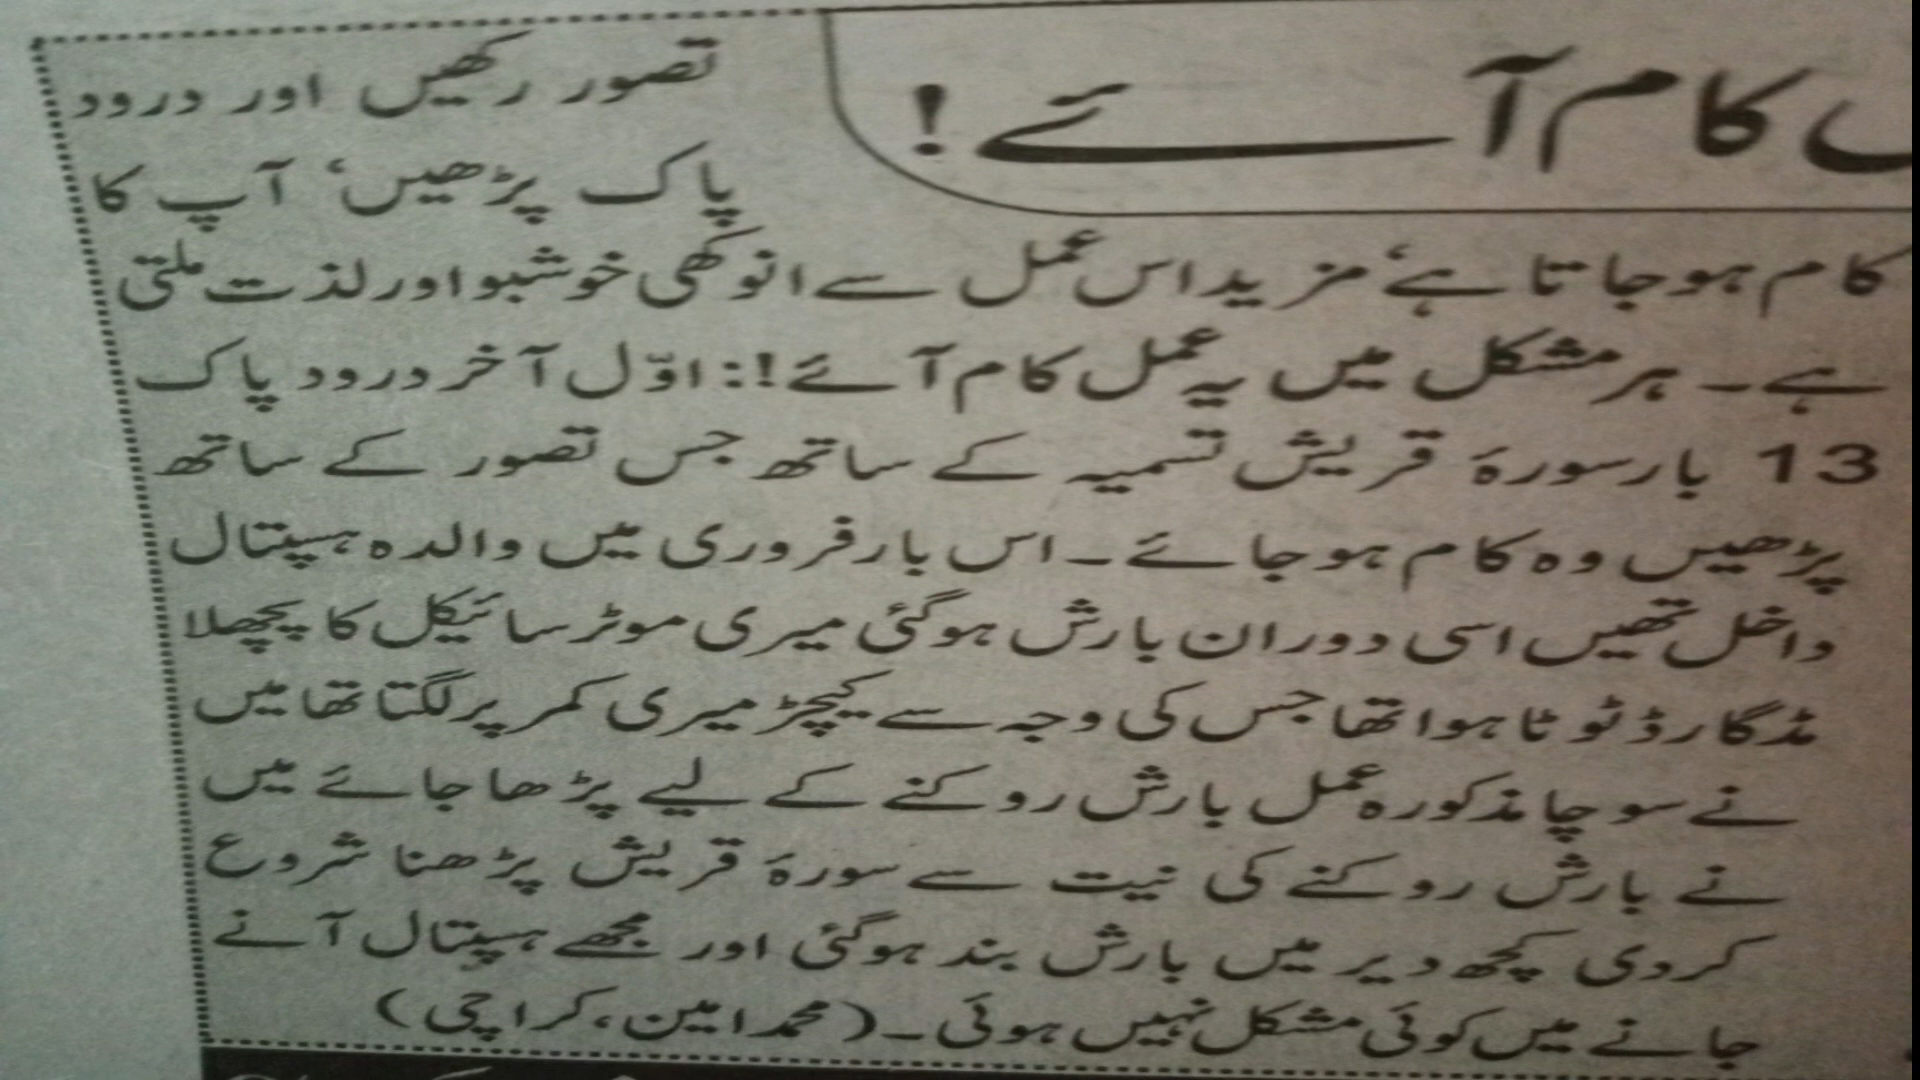 کام آئے!
تصور رکھیں اور درود
پاک پڑھیں، آپ کا
کام ہوجاتا ہے، مزید اس عمل سے انوکھی خوشبو اور لذت ملتی
ہے۔ ہر مشکل میں یہ عمل کام آئے!: اوّل آخر درود پاک
13 بار سورۃ قریش تسمیہ کے ساتھ جس تصور کے ساتھ
پڑھیں وہ کام ہوجائے۔ اس بار فروری میں والدہ ہسپتال
داخل تھیں اسی دوران بارش ہوگئی میری موٹرسائیکل کا پچھلا
مڈگارڈ ٹوٹا ہوا تھا جس کی وجہ سے کیچڑ میری کمر پر لگتا تھا میں
نے سوچا مذکورہ عمل بارش روکنے کے لیے پڑھا جائے میں
نے بارش روکنے کی نیت سے سورۃ قریش پڑھنا شروع
کردی کچھ دیر میں بارش بند ہوگئی اور مجھے ہسپتال آنے
جانے میں کوئی مشکل نہیں ہوئی۔ (محمد امین، کراچی)